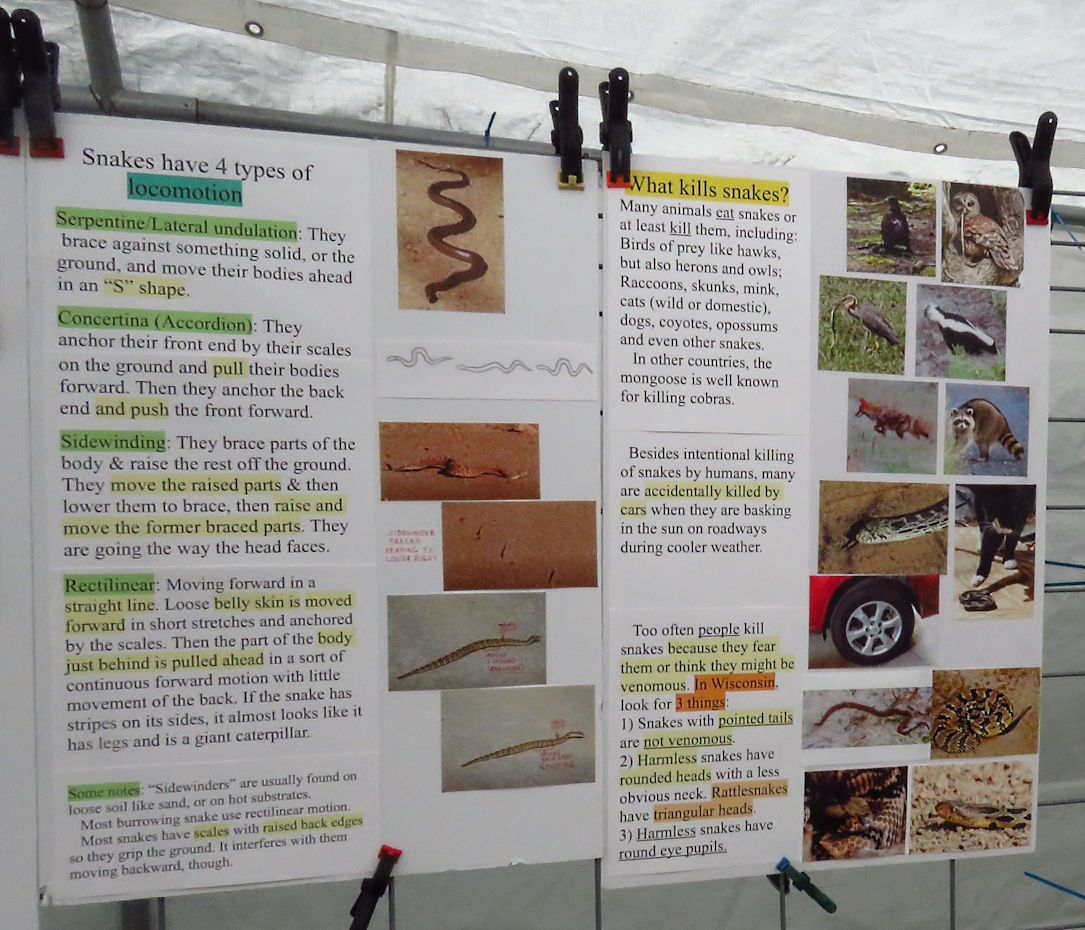 Snakes have 4 types of
locomotion
Serpentine/Lateral undulation: They
brace against something solid, or the
ground, and move their bodies ahead
in an “S” shape.
Concertina (Accordion): They
anchor their front end by their scales
on the ground and pull their bodies
forward. Then they anchor the back
end and push the front forward.
Sidewinding: They brace parts of the
body & raise the rest off the ground.
They move the raised parts & then
lower them to brace, then raise and
move the former braced parts. They
are going the way the head faces.
Rectilinear: Moving forward in a
straight line. Loose belly skin is moved
forward in short stretches and anchored
by the scales. Then the part of the body
just behind is pulled ahead in a sort of
continuous forward motion with little
movement of the back. If the snake has
stripes on its sides, it almost looks like it
has legs and is a giant caterpillar.
Some notes: “Sidewinders” are usually found on
loose soil like sand, or on hot substrates.
Most burrowing snake use rectilinear motion.
Most snakes have scales with raised back edges
so they grip the ground. It interferes with them
moving backward, though.
SIDEWINDER
TRACKS
HEADING TO
LOWER RIGHT
What kills snakes?
Many animals eat snakes or
at least kill them, including:
Birds of prey like hawks,
but also herons and owls;
Raccoons, skunks, mink,
cats (wild or domestic),
dogs, coyotes, opossums
and even other snakes.
In other countries, the
mongoose is well known
for killing cobras.
Besides intentional killing
of snakes by humans, many
are accidentally killed by
cars when they are basking
in the sun on roadways
during cooler weather.
Too often people kill
snakes because they fear
them or think they might be
venomous. In Wisconsin,
look for 3 things:
1) Snakes with pointed tails
are not venomous.
2) Harmless snakes have
rounded heads with a less
obvious neck. Rattlesnakes
have triangular heads.
3) Harmless snakes have
round eye pupils.